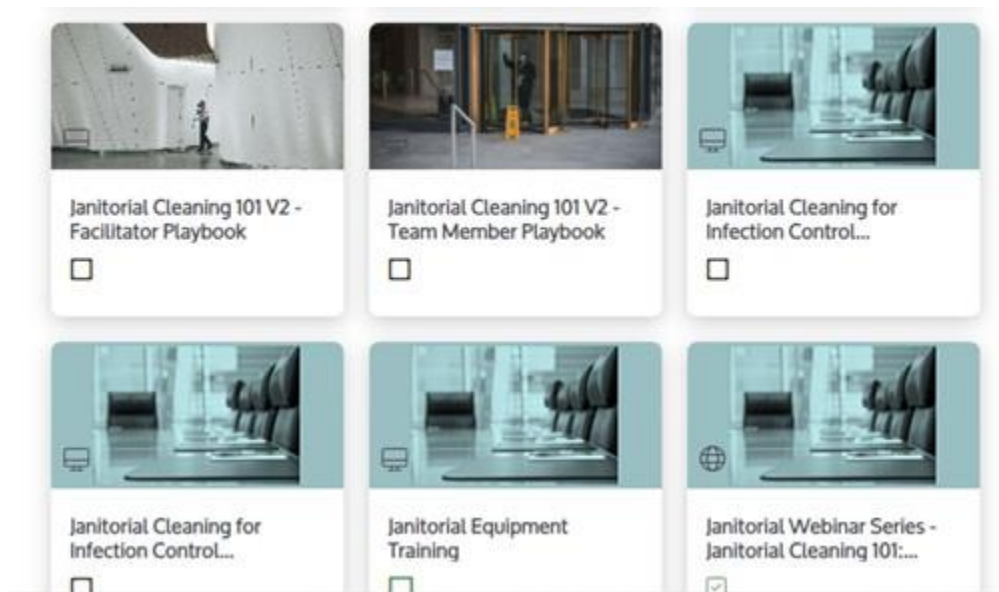 Janitorial Cleaning 101 V2 -
Facilitator Playbook
Janitorial Cleaning 101 V2 -
Team Member Playbook
Janitorial Cleaning for
Infection Control...
Janitorial Cleaning for
Infection Control...
Janitorial Equipment
Training
Janitorial Webinar Series -
Janitorial Cleaning 101:...